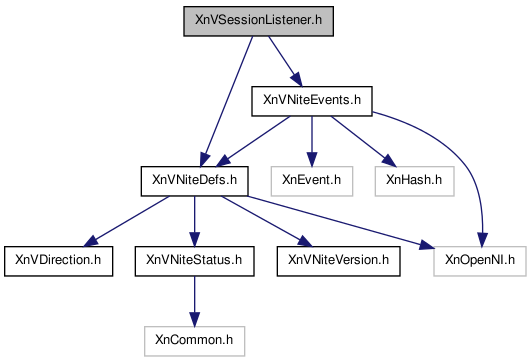 XnVSessionListener.h
XnVNiteEvents.h
XnVNiteDefs.h
XnEvent.h
XnHash.h
XnVDirection.h
XnVNiteStatus.h
XnVNiteVersion.h
XnOpenNI.h
XnCommon.h